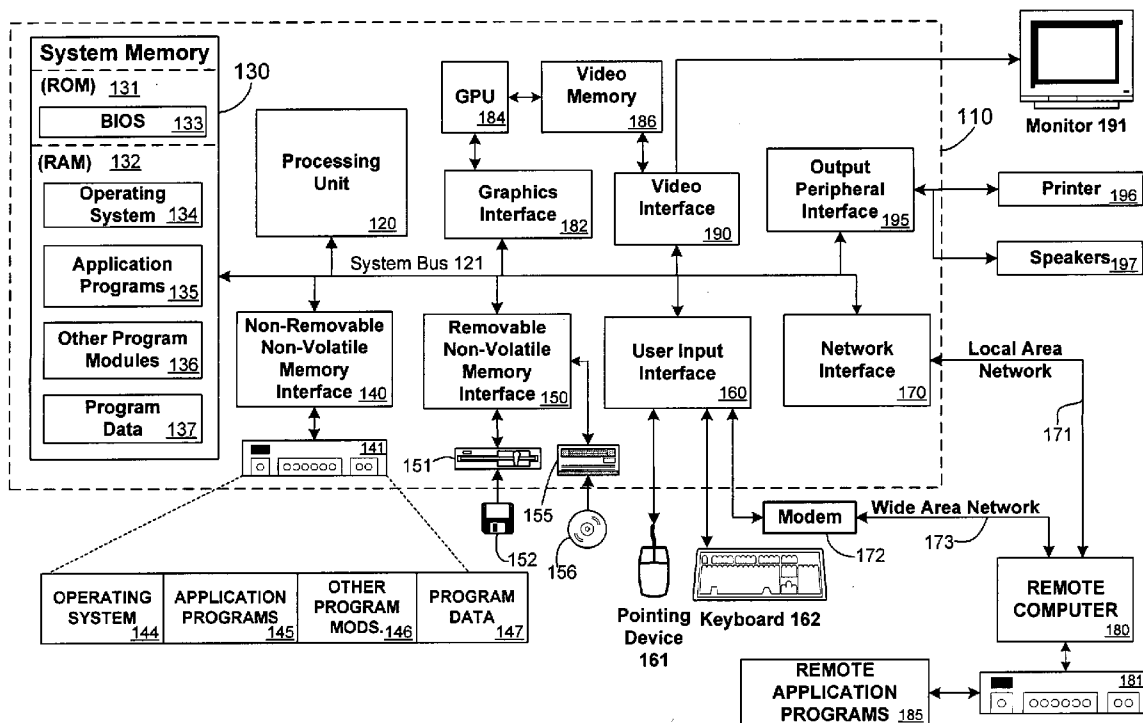 System Memory
(ROM) 131
BIOS 133
130
(RAM) 132
Operating
System 134
Application
Programs 135
Other Program
Modules 136
Program
Data 137
Processing
Unit
120
GPU
184
Video
Memory
186
Graphics
Interface
182
Video
Interface
190
Output
Peripheral
Interface
195
110
Monitor 191
Printer
196
Speakers
197
System Bus 121
Non-Removable
Non-Volatile
Memory
Interface 140
Removable
Non-Volatile
Memory
Interface 150
User Input
Interface
160
Network
Interface
170
Local Area
Network
171
141
151
152
155
156
Modem
172
Wide Area Network
173
Pointing
Device
161
Keyboard 162
REMOTE
COMPUTER
180
181
REMOTE
APPLICATION
PROGRAMS 185
OPERATING
SYSTEM
144
APPLICATION
PROGRAMS
145
OTHER
PROGRAM
MODS. 146
PROGRAM
DATA
147